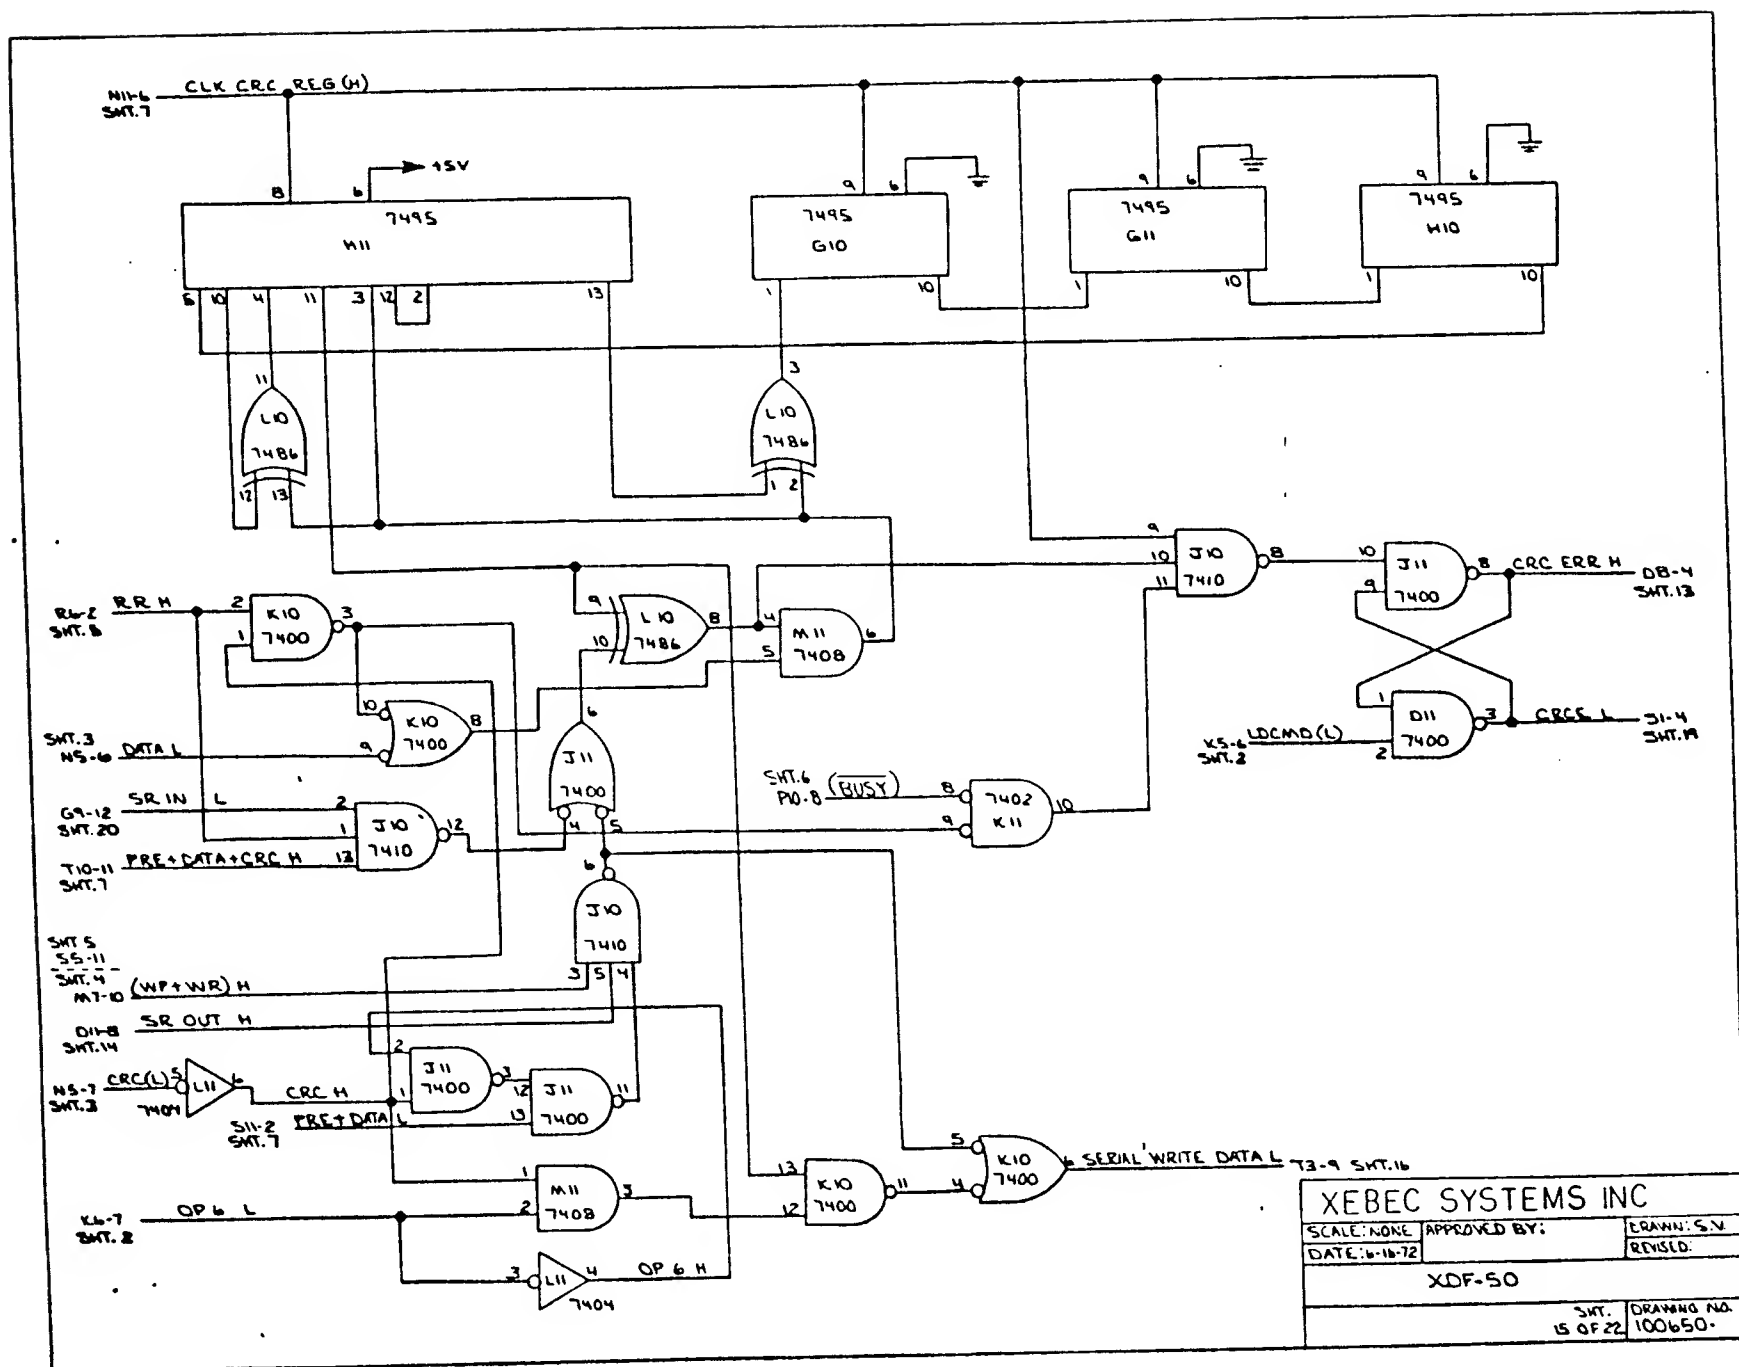 N11-6
SHT.7
CLK CRC REG (H)
8
6
+5V
7495
H11
5
10
4
11
3
12
2
13
9
6
7495
G10
1
10
9
6
7495
G11
1
10
9
6
7495
H10
1
10
11
L10
7486
12
13
3
L10
7486
1
2
R6-2
RR H
2
K10
3
1
7400
9
L10
8
10
7486
4
M11
6
5
7408
9
10
J10
8
11
7410
10
J11
8
9
7400
CRC ERR H
D8-4
SHT.13
10
K10
8
9
7400
SHT.3
N5-6
DATA L
6
J11
7400
4
5
1
D11
3
7400
2
K5-6
LDCMD(L)
SHT.2
CRCE L
S1-4
SHT.19
SHT.6
P10-8
(BUSY)
8
7402
10
9
K11
G9-12
SR IN L
SHT.20
2
J10
12
1
7410
13
T10-11
PRE+DATA+CRC H
SHT.7
6
J10
7410
3
5
4
SHT 5
S5-11
SHT.4
M7-10
(WP+WR) H
D11-8
SR OUT H
SHT.14
2
J11
3
1
7400
12
J11
11
13
7400
N5-7
CRC(L)
5
L11
6
SHT.3
7404
CRC H
S11-2
PRE+DATA L
SHT.7
1
M11
3
2
7408
K6-7
OP 6 L
SHT.2
3
L11
4
OP 6 H
7404
13
K10
11
12
7400
5
K10
6
4
7400
SERIAL WRITE DATA L
T3-9 SHT.16
XEBEC SYSTEMS INC
SCALE: NONE
APPROVED BY:
DRAWN: S.V.
DATE: 6-16-72
REVISED:
XDF-50
SHT.
15 OF 22
DRAWING NO.
100650.